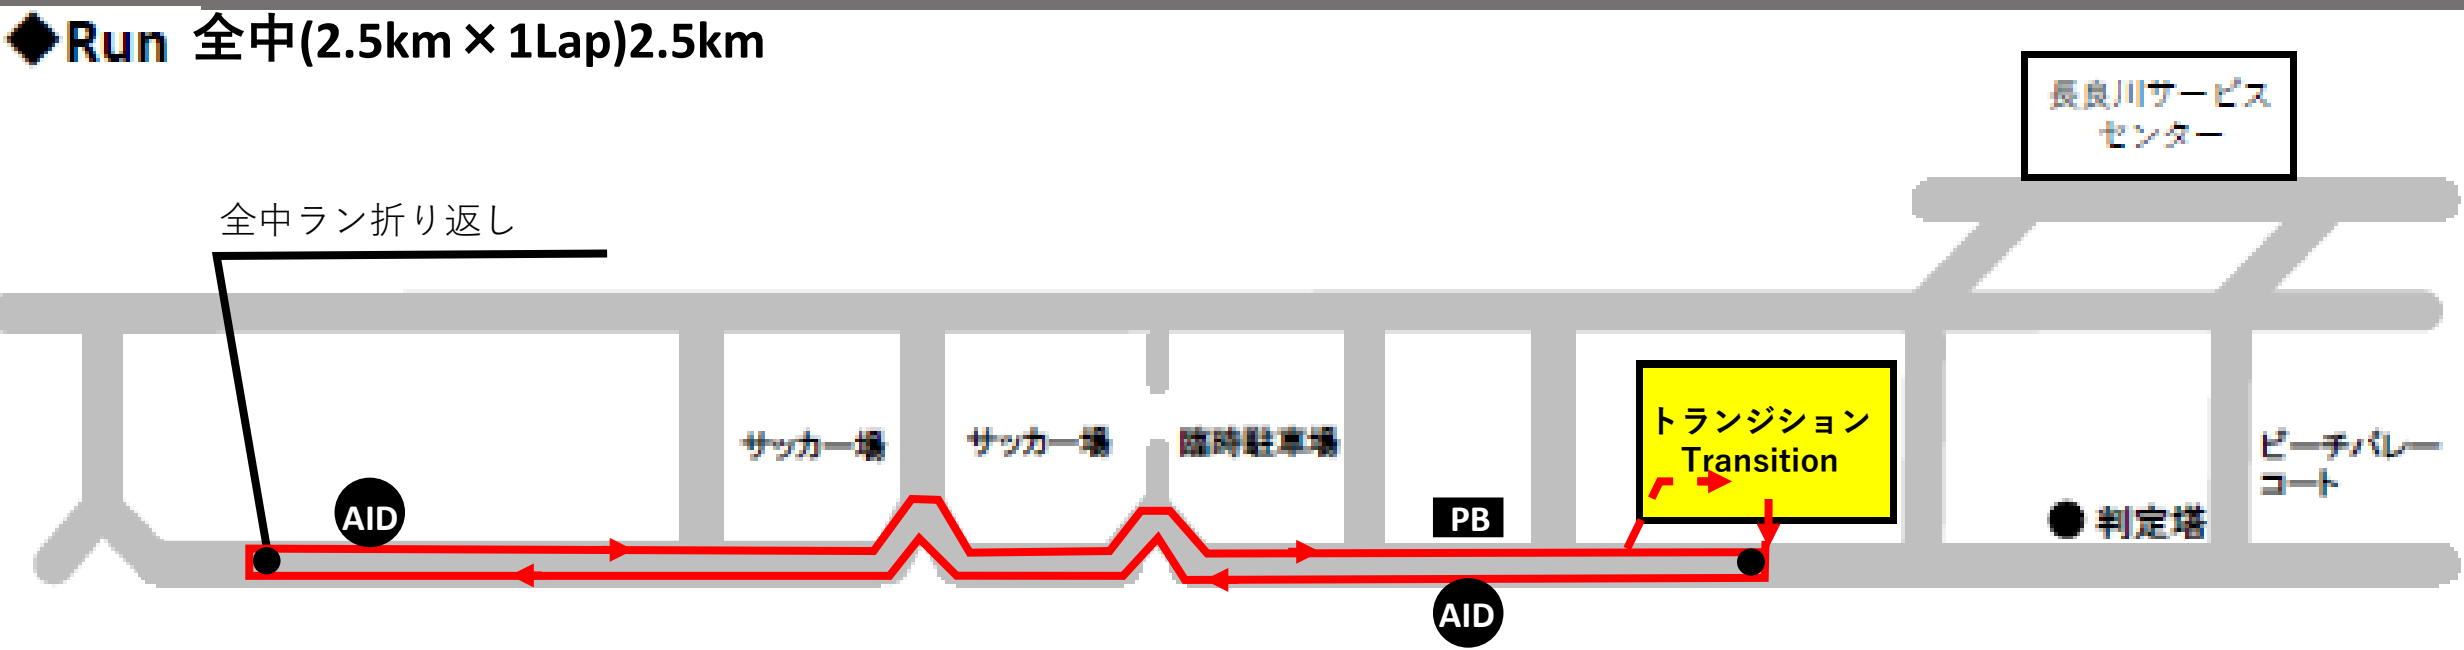 ◆Run 全中(2.5km×1Lap)2.5km
長良川サービス
センター
全中ラン折り返し
サッカー場
サッカー場
臨時駐車場
トランジション
Transition
ビーチバレー
コート
AID
PB
●判定塔
AID